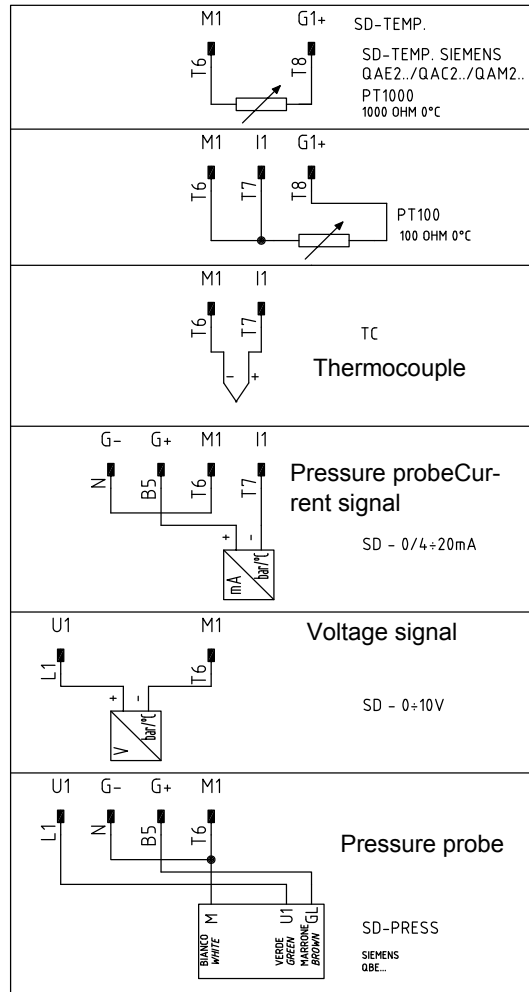 M1 G1+ SD-TEMP.
T6 T8
SD-TEMP. SIEMENS
QAE2../QAC2../QAM2..
PT1000
1000 OHM 0°C
M1 I1 G1+
T6 T7 T8
PT100
100 OHM 0°C
M1 I1
T6 T7
TC
- +
Thermocouple
G- G+ M1 I1
N B5 T6 T7
Pressure probeCur-
rent signal
+ -
mA bar/°C
SD - 0/4÷20mA
U1 M1
Voltage signal
L1 T6
+ -
V bar/°C
SD - 0÷10V
U1 G- G+ M1
L1 N B5 T6
Pressure probe
M U1 GL
BIANCO VERDE MARRONE
WHITE GREEN BROWN
SD-PRESS
SIEMENS
QBE...